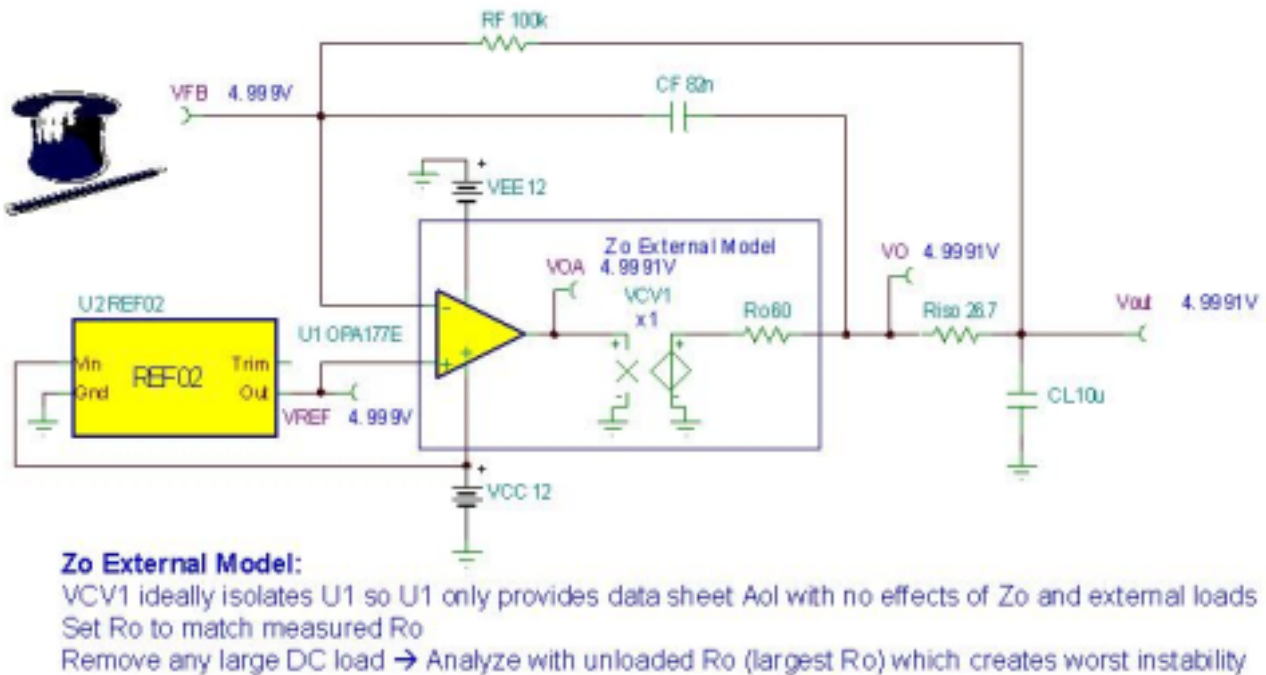 RF 100k
VFB 4.999V
CF 82n
VEE 12
Zo External Model
VOA 4.9991V
VO 4.9991V
VCV1
x1
Ro 60
Riso 26.7
Vout 4.9991V
U2 REF02
U1 OPA177E
Vin
Trim
REF02
Gnd
Out
VREF 4.999V
CL 10u
VCC 12
Zo External Model:
VCV1 ideally isolates U1 so U1 only provides data sheet Aol with no effects of Zo and external loads
Set Ro to match measured Ro
Remove any large DC load → Analyze with unloaded Ro (largest Ro) which creates worst instability